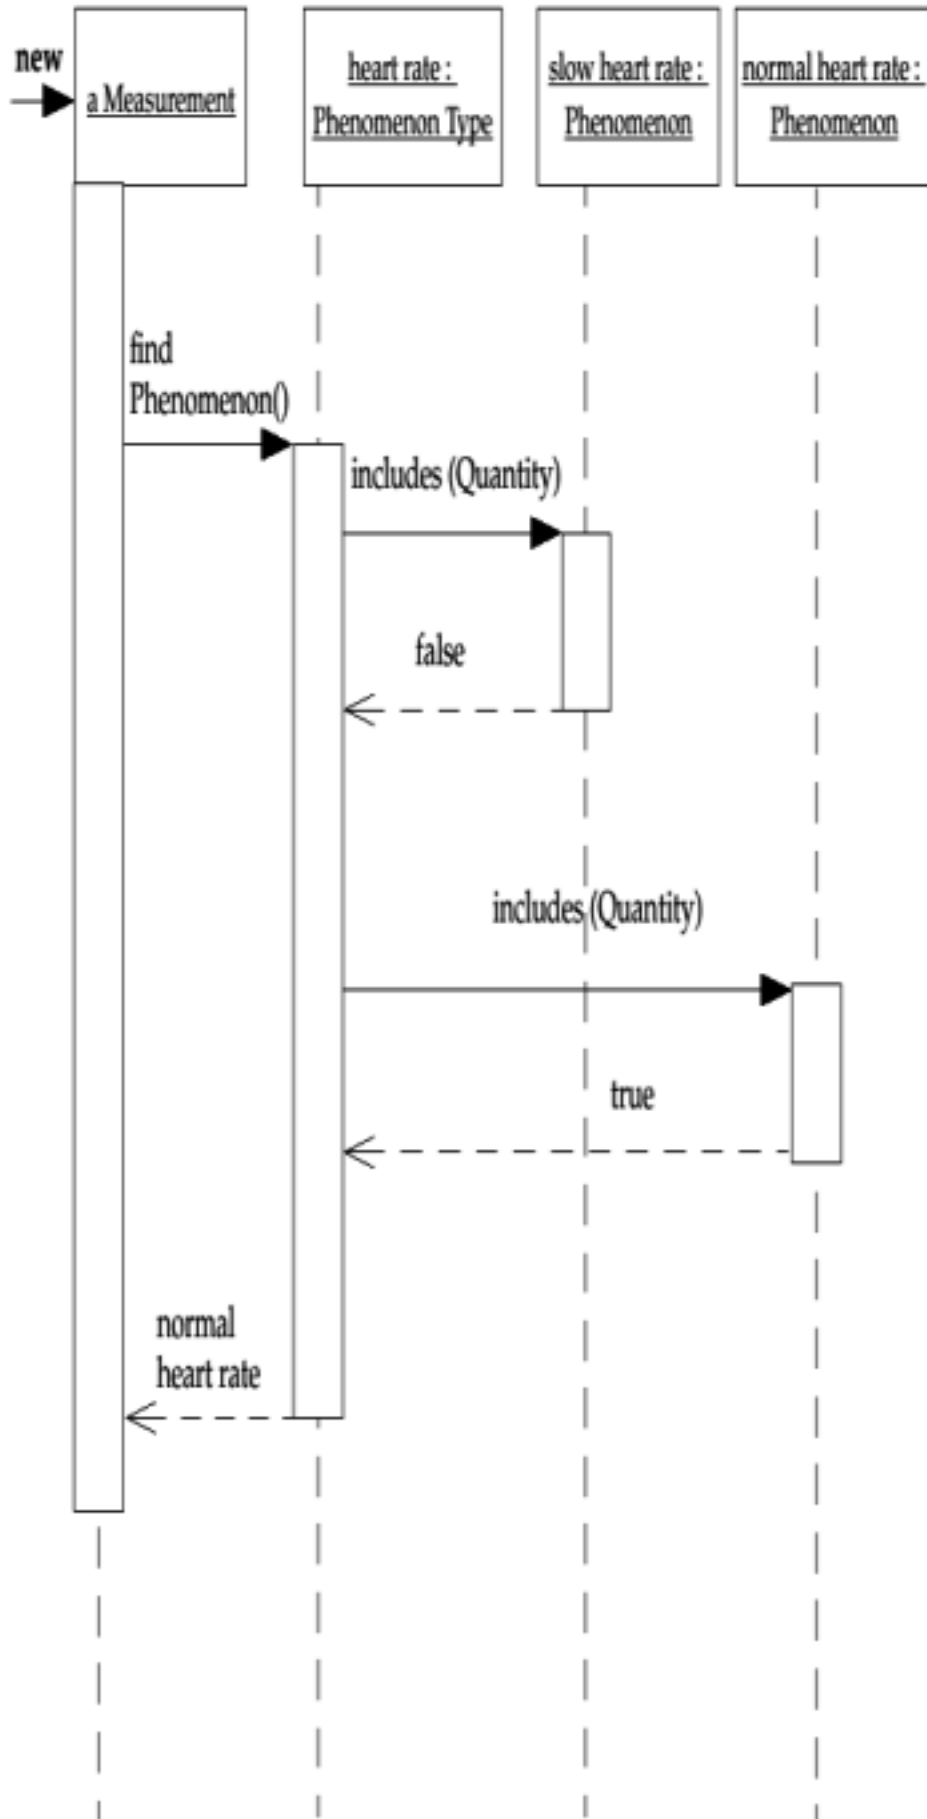 new
a Measurement
heart rate :
Phenomenon Type
slow heart rate :
Phenomenon
normal heart rate :
Phenomenon
find
Phenomenon()
includes (Quantity)
false
includes (Quantity)
true
normal
heart rate